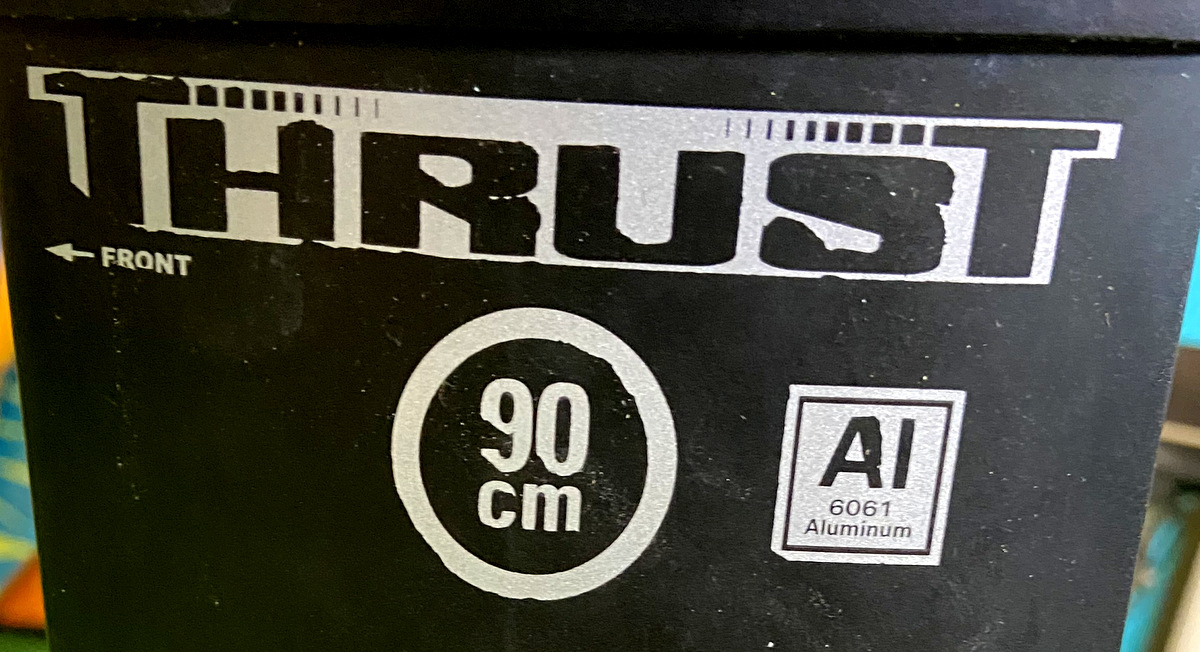 THRUST
FRONT
90
cm
Al
6061
Aluminum